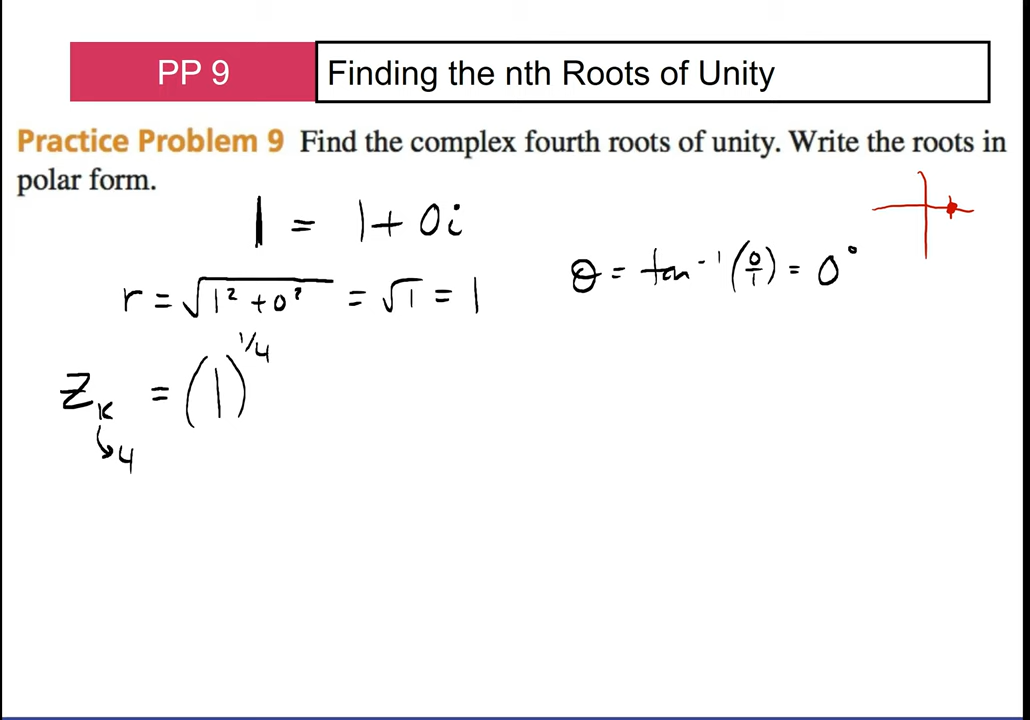 PP 9 Finding the nth Roots of Unity
Practice Problem 9 Find the complex fourth roots of unity. Write the roots in
polar form.
1 = 1 + 0i
r = √(1² + 0²) = √1 = 1 θ = tan⁻¹(0/1) = 0°
Z_K = (1)^1/4
↳ 4